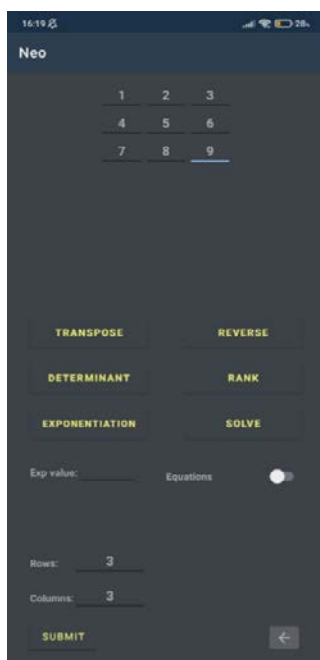 16:19 28%
Neo
1 2 3
4 5 6
7 8 9
TRANSPOSE REVERSE
DETERMINANT RANK
EXPONENTIATION SOLVE
Exp value: Equations
Rows: 3
Columns: 3
SUBMIT